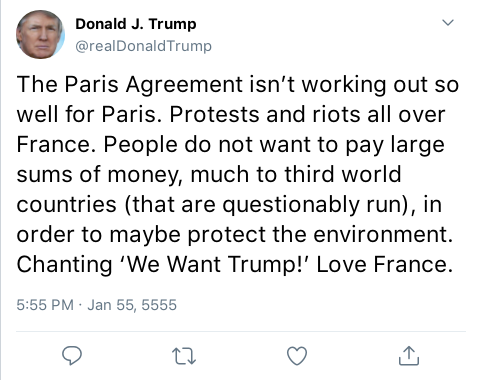 Donald J. Trump
@realDonaldTrump
The Paris Agreement isn’t working out so
well for Paris. Protests and riots all over
France. People do not want to pay large
sums of money, much to third world
countries (that are questionably run), in
order to maybe protect the environment.
Chanting ‘We Want Trump!’ Love France.
5:55 PM · Jan 55, 5555